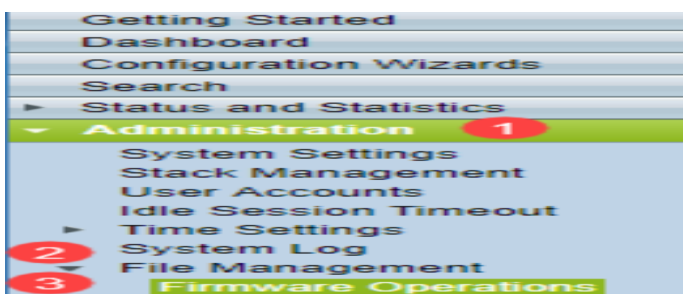 Getting Started
Dashboard
Configuration Wizards
Search
Status and Statistics
Administration 1
System Settings
Stack Management
User Accounts
Idle Session Timeout
Time Settings
2 System Log
File Management
3 Firmware Operations